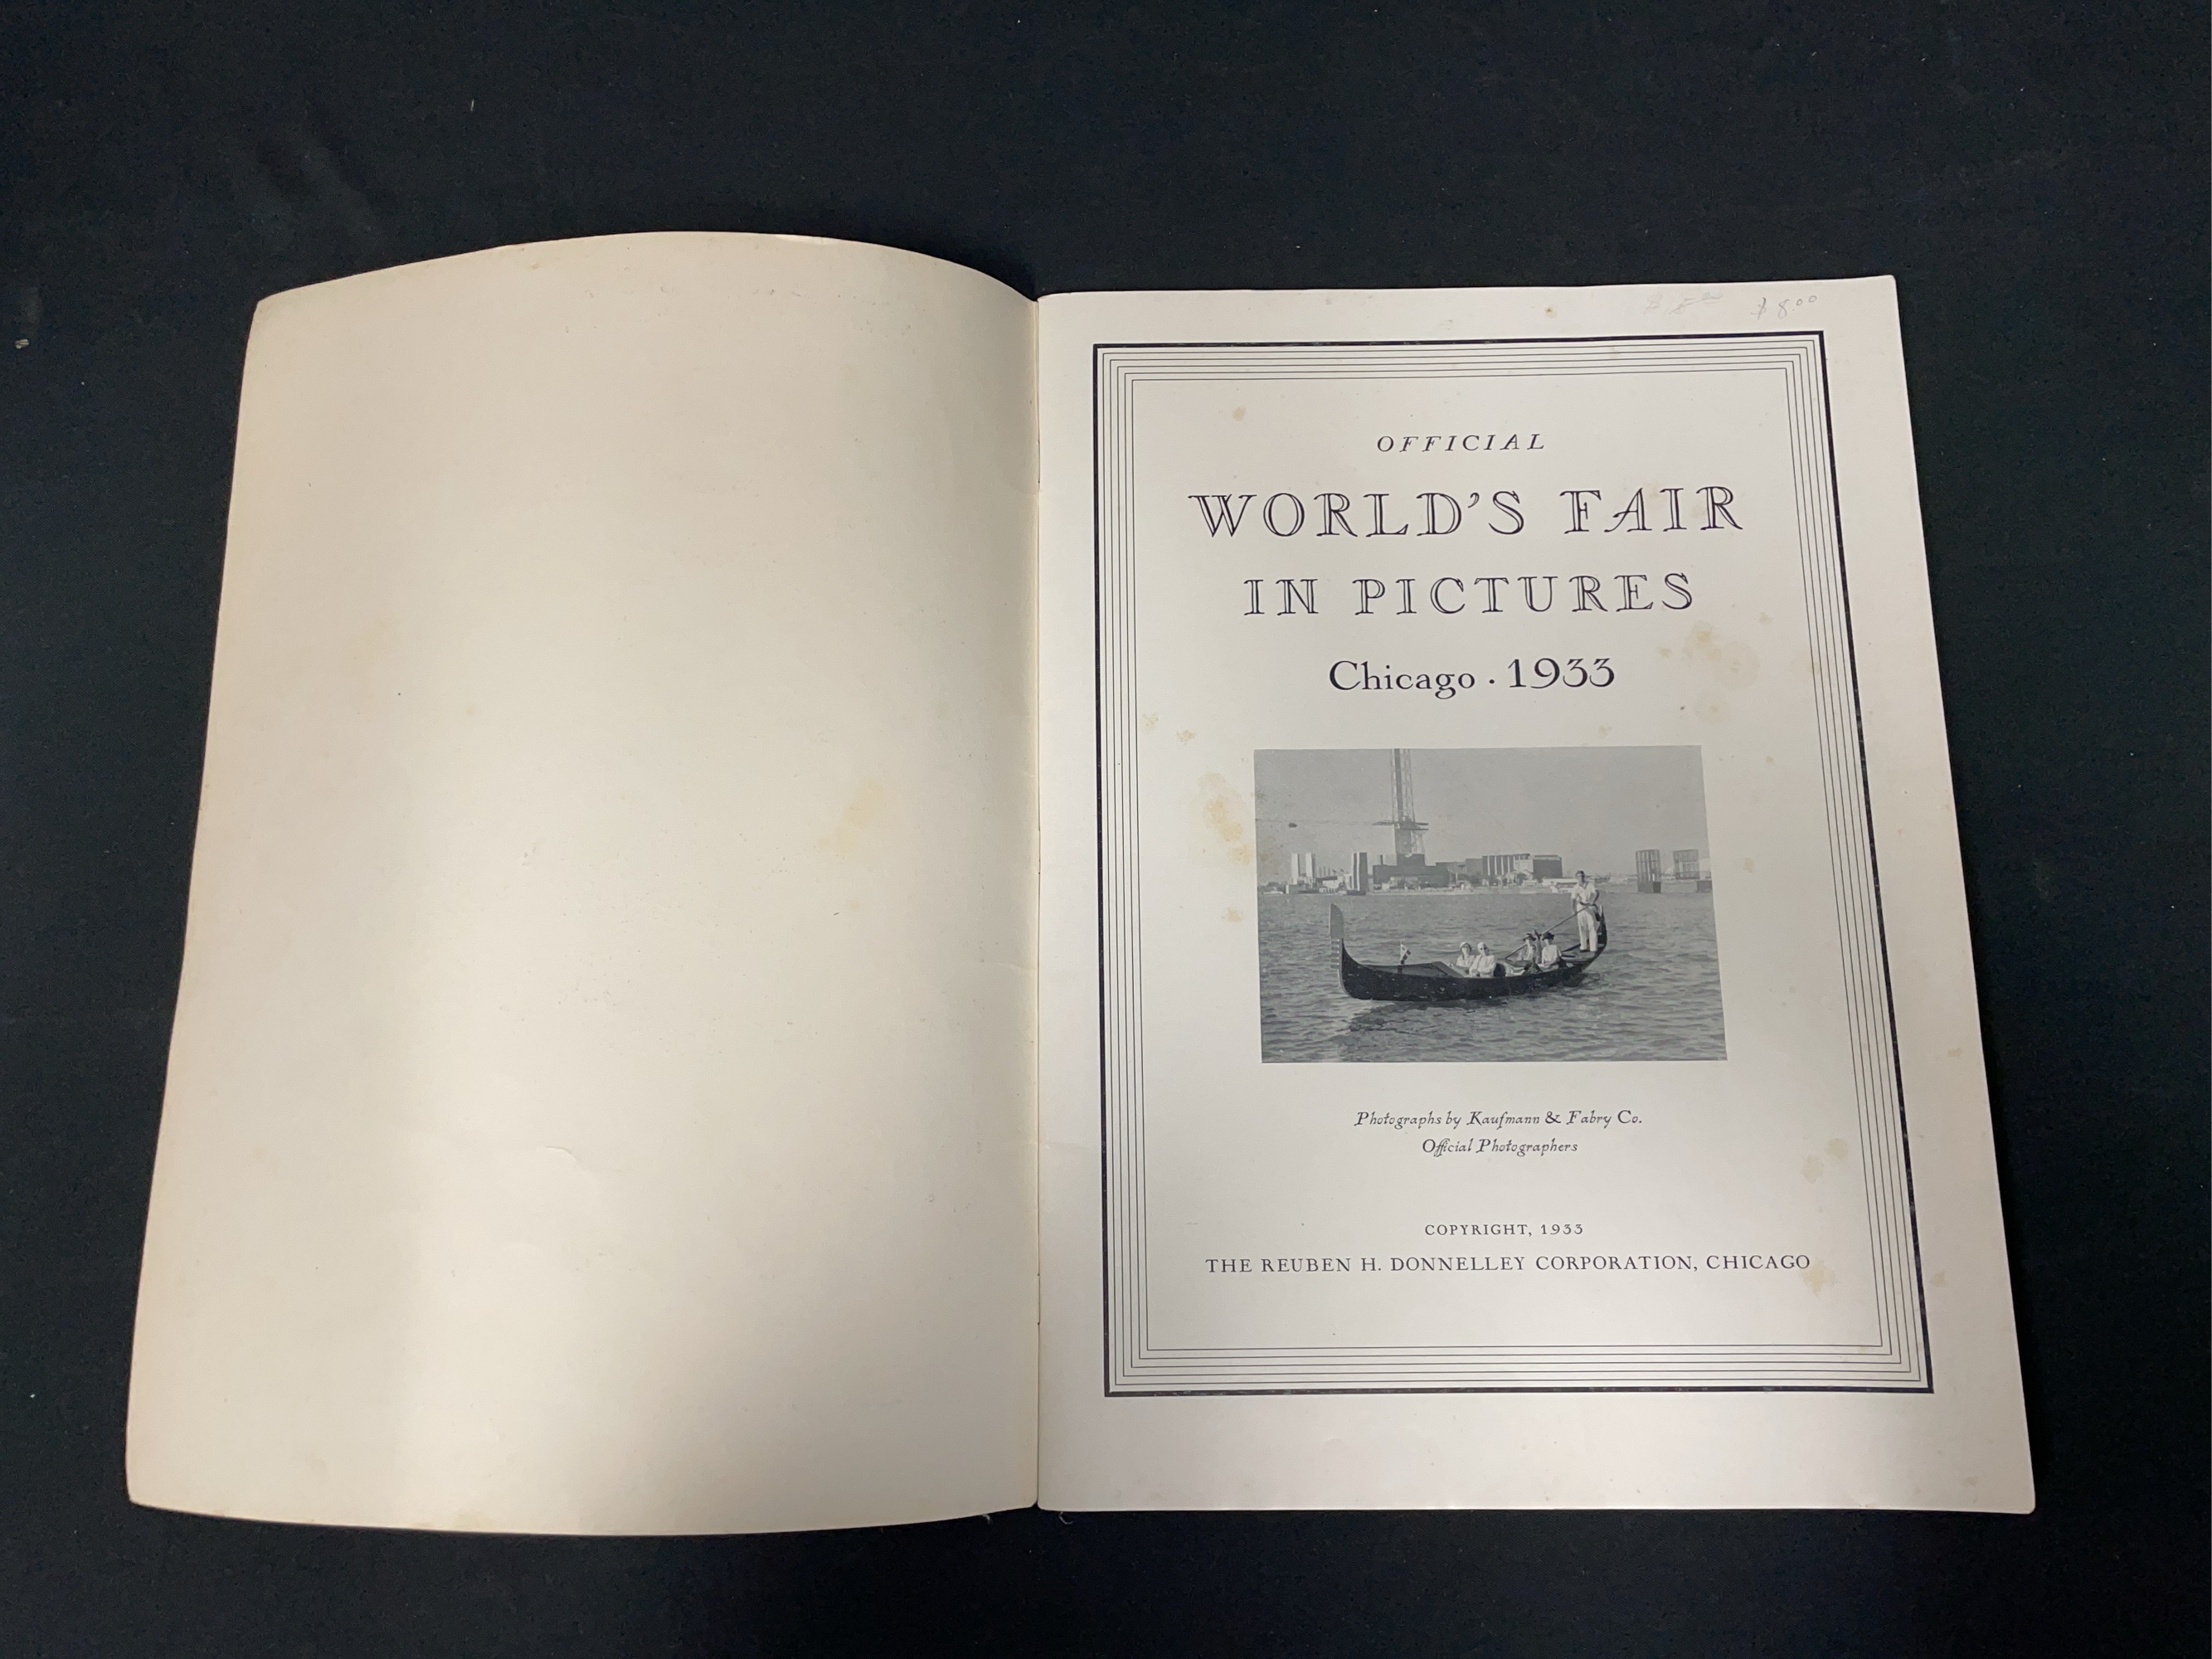 $8.00
OFFICIAL
WORLD'S FAIR
IN PICTURES
Chicago · 1933
Photographs by Kaufmann & Fabry Co.
Official Photographers
COPYRIGHT, 1933
THE REUBEN H. DONNELLEY CORPORATION, CHICAGO